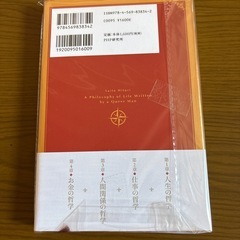 ISBN978-4-569-83834-2
C0095 ¥1600E
定価:本体1,600円(税別)
PHP研究所
9784569838342
1920095016009
Saito Hitori
A Philosophy of Life Written
by a Queer Man
第1章●人生の哲学
第2章●仕事の哲学
第3章●人間関係の哲学
第4章●お金の哲学